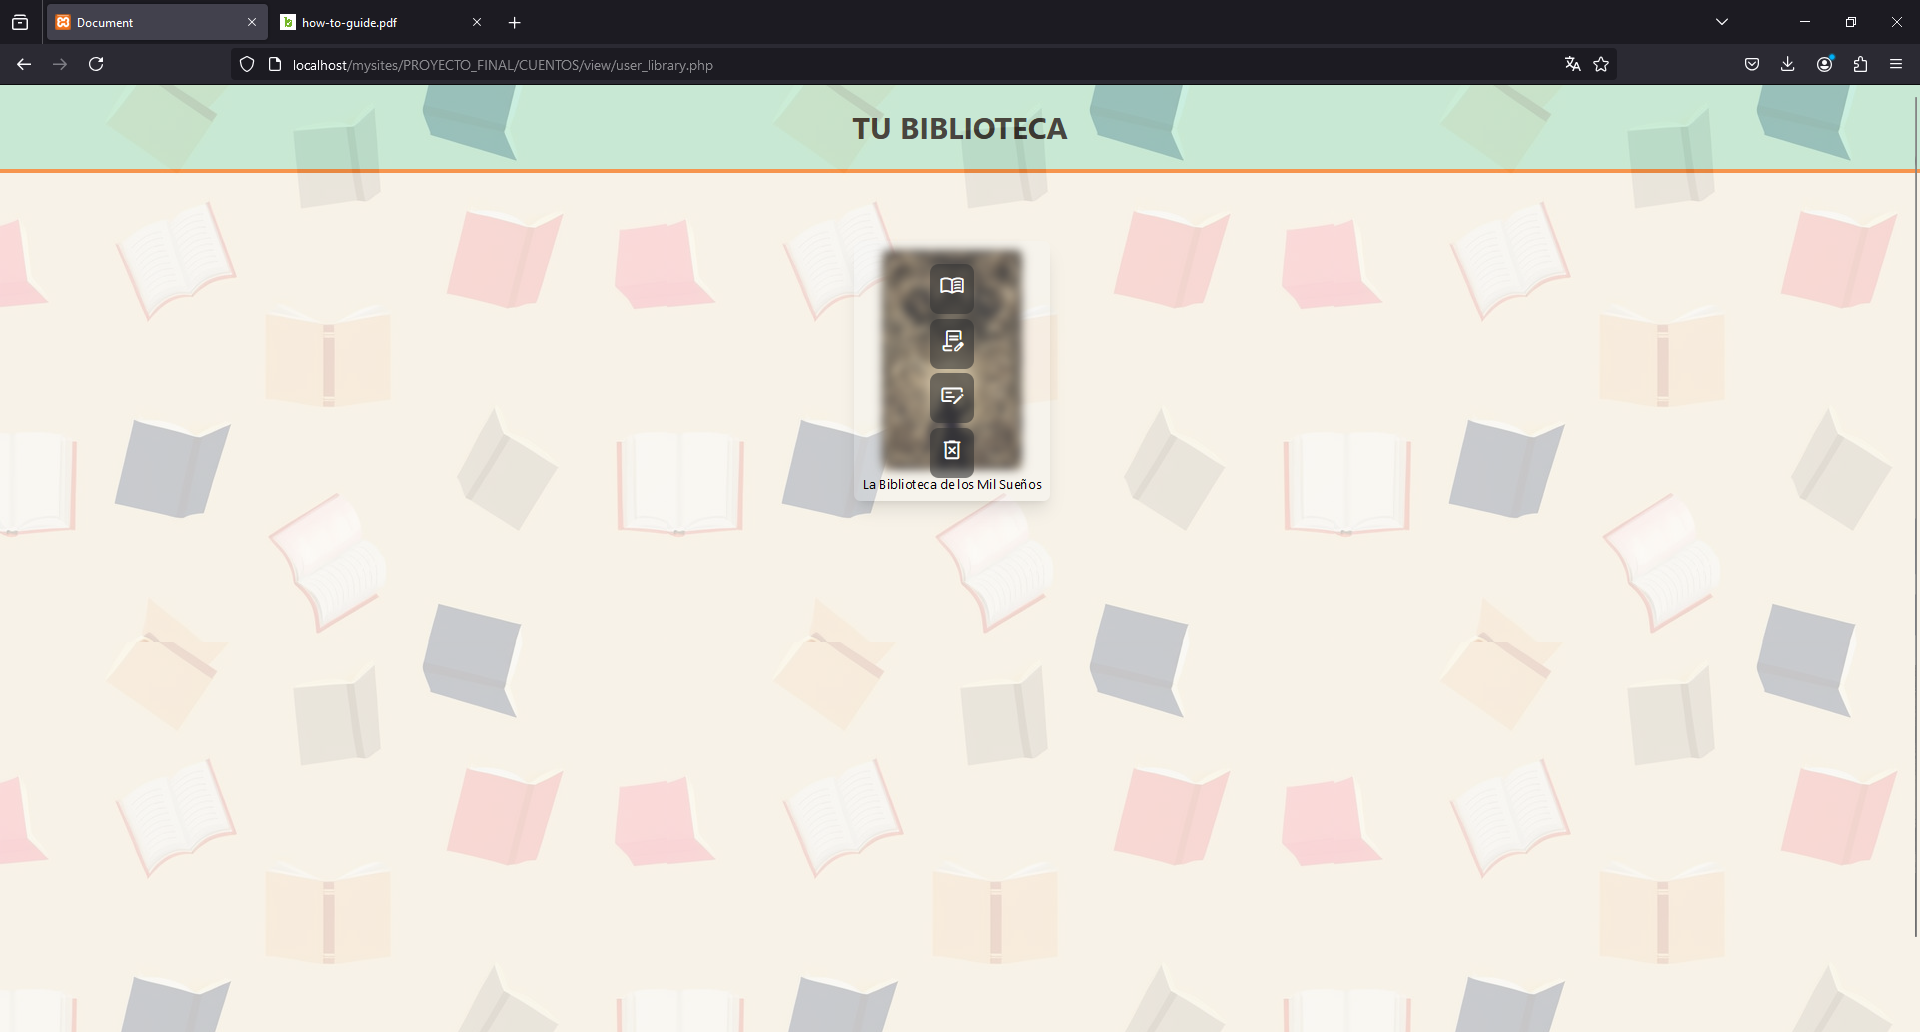 Document
how-to-guide.pdf
localhost/mysites/PROYECTO_FINAL/CUENTOS/view/user_library.php
TU BIBLIOTECA
La Biblioteca de los Mil Sueños